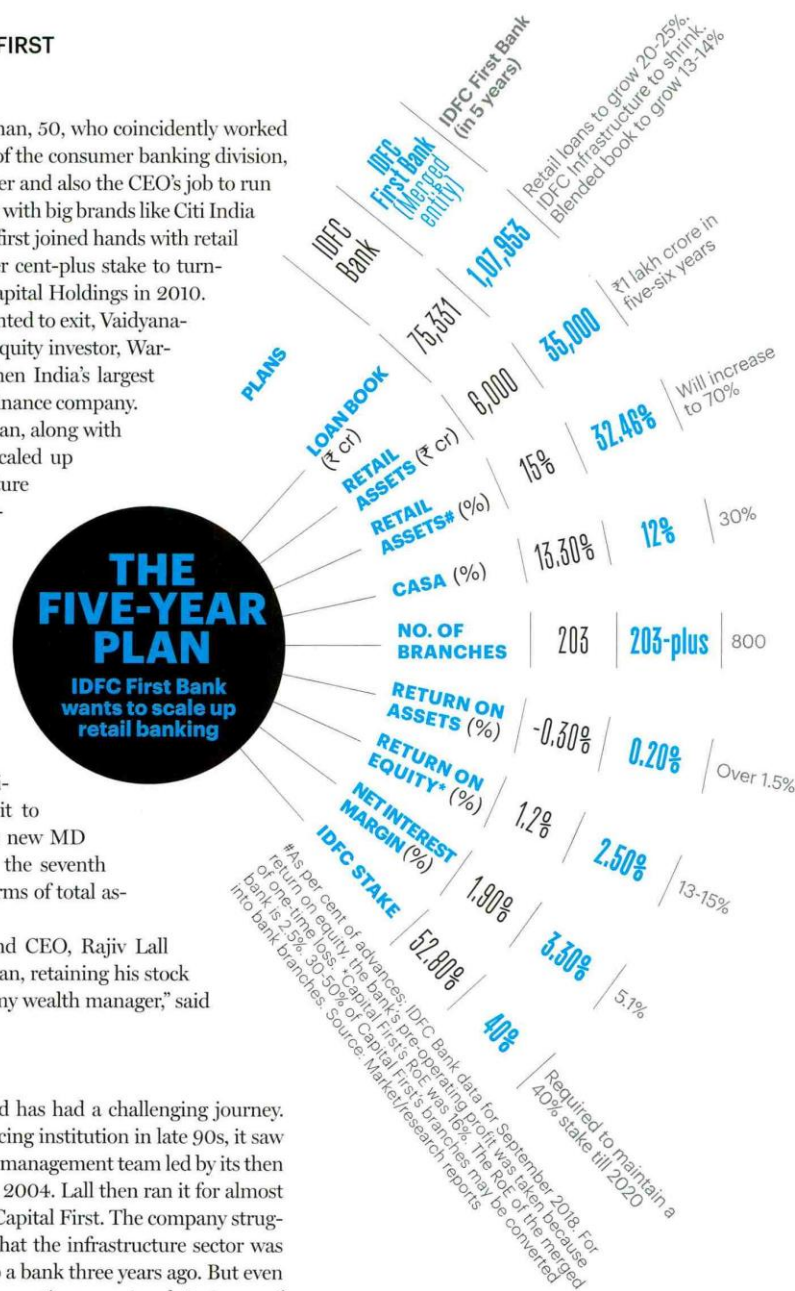 FIRST
nan, 50, who coincidently worked
of the consumer banking division,
er and also the CEO's job to run
with big brands like Citi India
first joined hands with retail
r cent-plus stake to turn-
apital Holdings in 2010.
nted to exit, Vaidyana-
quity investor, War-
hen India's largest
inance company.
an, along with
caled up
ture
-
i-
it to
new MD
the seventh
rms of total as-
nd CEO, Rajiv Lall
an, retaining his stock
ny wealth manager," said
d has had a challenging journey.
cing institution in late 90s, it saw
management team led by its then
2004. Lall then ran it for almost
Capital First. The company strug-
hat the infrastructure sector was
o a bank three years ago. But even
THE
FIVE-YEAR
PLAN
IDFC First Bank
wants to scale up
retail banking
PLANS
IDFC
Bank
IDFC
First Bank
(Merged
entity)
IDFC First Bank
(in 5 years)
LOAN BOOK
(₹ cr)
75,331
1,07,953
Retail loans to grow 20-25%.
IDFC Infrastructure to shrink.
Blended book to grow 13-14%
RETAIL
ASSETS (₹ cr)
6,000
35,000
₹1 lakh crore in
five-six years
RETAIL
ASSETS# (%)
15%
32.46%
Will increase
to 70%
CASA (%)
13.30%
12%
30%
NO. OF
BRANCHES
203
203-plus
800
RETURN ON
ASSETS (%)
-0.30%
0.20%
Over 1.5%
RETURN ON
EQUITY* (%)
1.2%
2.50%
13-15%
NET INTEREST
MARGIN (%)
1.90%
3.30%
5.1%
IDFC STAKE
52.80%
40%
Required to maintain a
40% stake till 2020
#As per cent of advances; IDFC Bank data for September 2018. For
return on equity, the bank's pre-operating profit was taken because
of one-time loss. *Capital First's RoE was 16%. The RoE of the merged
bank is 2.5%. 30-50% of Capital First's branches may be converted
into bank branches. Source: Market/research reports